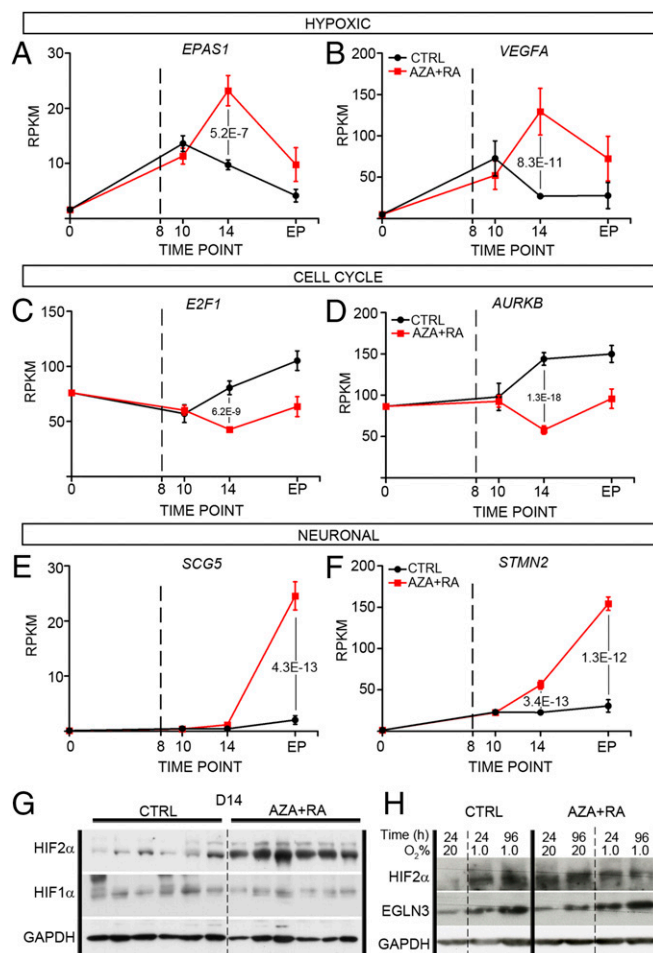 HYPOXIC
A
EPAS1
RPKM
30
20
10
0
5.2E-7
0 8 10 14 EP
TIME POINT
B
VEGFA
CTRL
AZA+RA
RPKM
200
150
100
50
0
8.3E-11
0 8 10 14 EP
TIME POINT
CELL CYCLE
C
E2F1
RPKM
150
100
50
0
6.2E-9
0 8 10 14 EP
TIME POINT
D
AURKB
CTRL
AZA+RA
RPKM
200
150
100
50
0
1.3E-18
0 8 10 14 EP
TIME POINT
NEURONAL
E
SCG5
RPKM
30
20
10
0
4.3E-13
0 8 10 14 EP
TIME POINT
F
STMN2
CTRL
AZA+RA
RPKM
200
150
100
50
0
3.4E-13
1.3E-12
0 8 10 14 EP
TIME POINT
G
D14
CTRL AZA+RA
HIF2α
HIF1α
GAPDH
H
CTRL AZA+RA
Time (h) 24 24 96 24 96 24 96
O2% 20 1.0 1.0 20 20 1.0 1.0
HIF2α
EGLN3
GAPDH